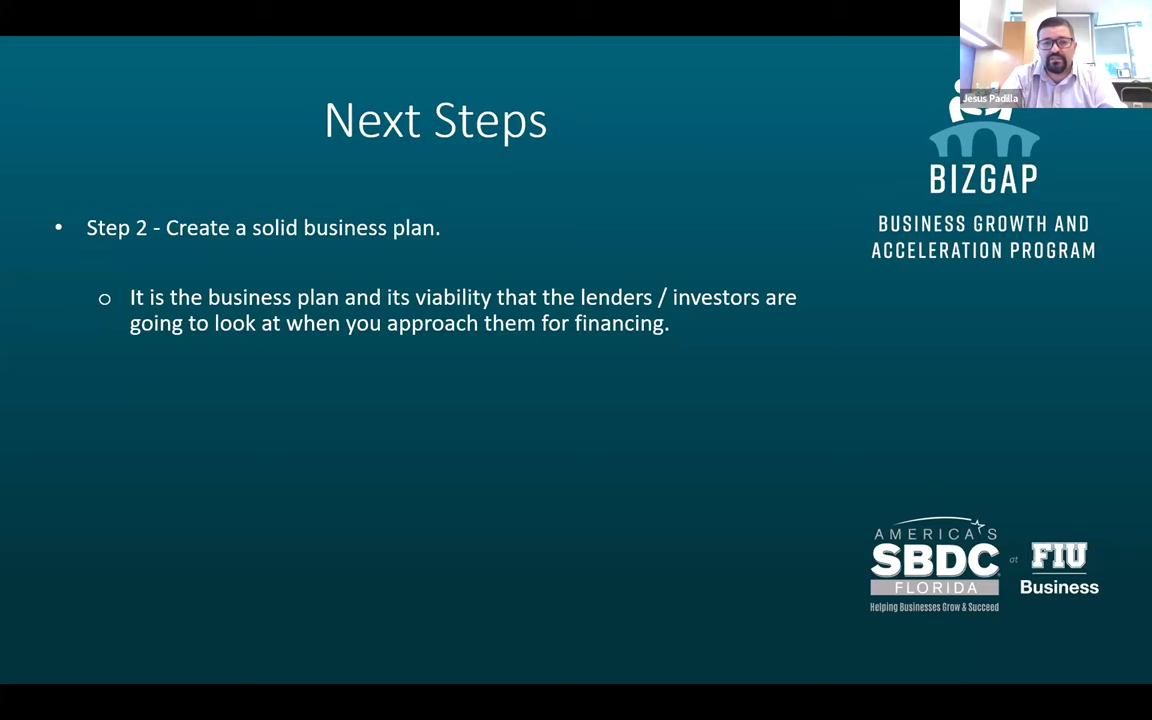 Jesus Padilla
Next Steps
BIZGAP
BUSINESS GROWTH AND
ACCELERATION PROGRAM
• Step 2 - Create a solid business plan.
o It is the business plan and its viability that the lenders / investors are
going to look at when you approach them for financing.
AMERICA'S
SBDC at FIU
FLORIDA Business
Helping Businesses Grow & Succeed